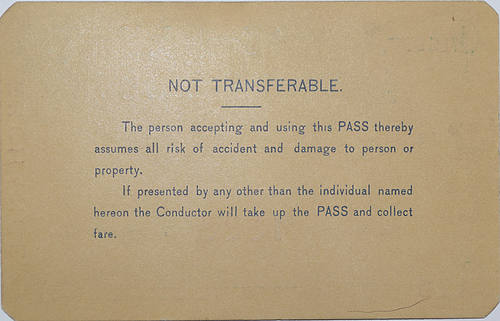 NOT TRANSFERABLE.
The person accepting and using this PASS thereby
assumes all risk of accident and damage to person or
property.
If presented by any other than the individual named
hereon the Conductor will take up the PASS and collect
fare.